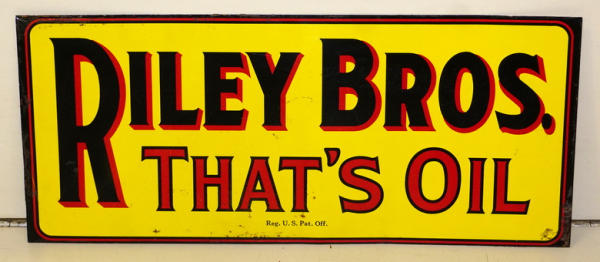 RILEY BROS.
THAT'S OIL
Reg. U. S. Pat. Off.